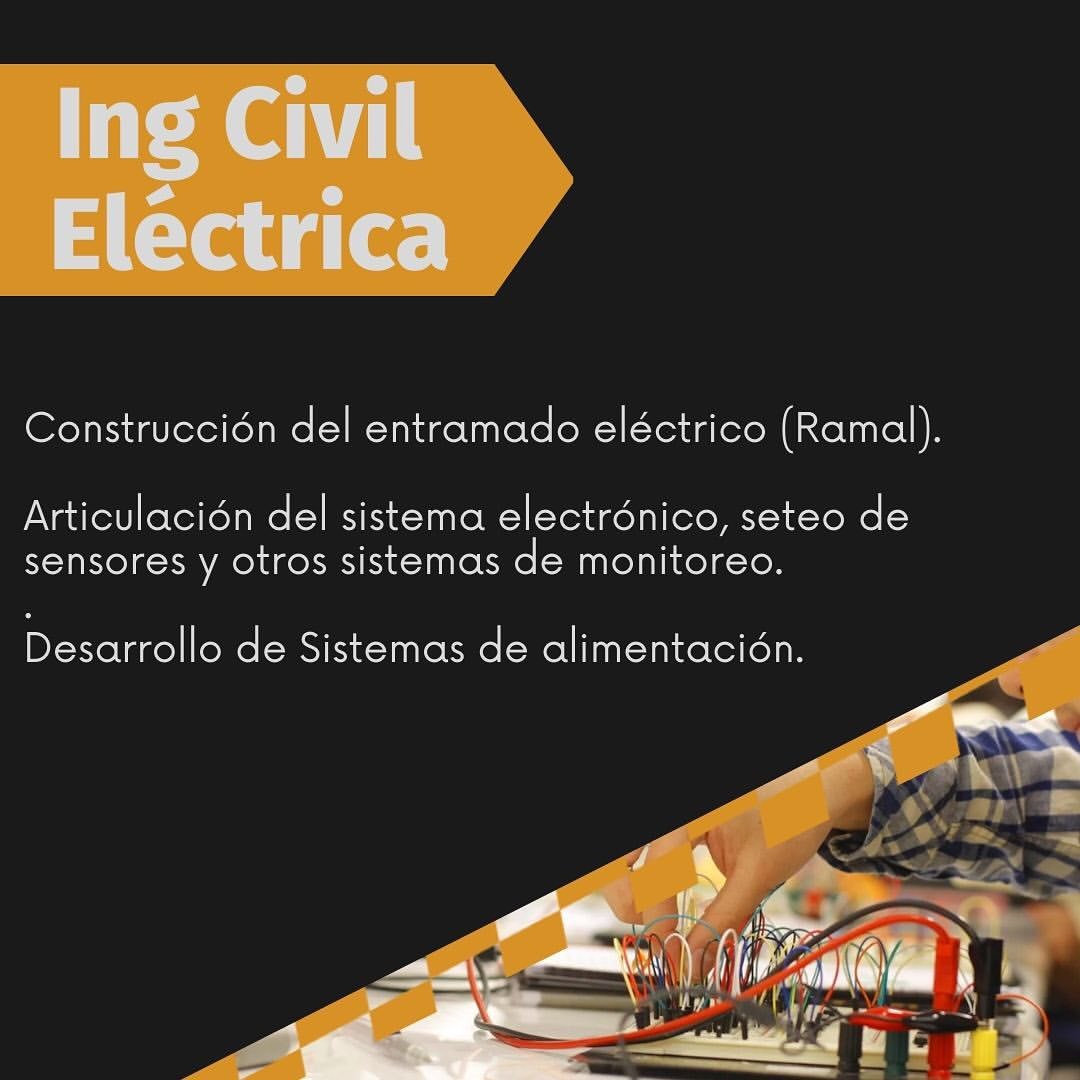 Ing Civil
Eléctrica
Construcción del entramado eléctrico (Ramal).
Articulación del sistema electrónico, seteo de
sensores y otros sistemas de monitoreo.
.
Desarrollo de Sistemas de alimentación.